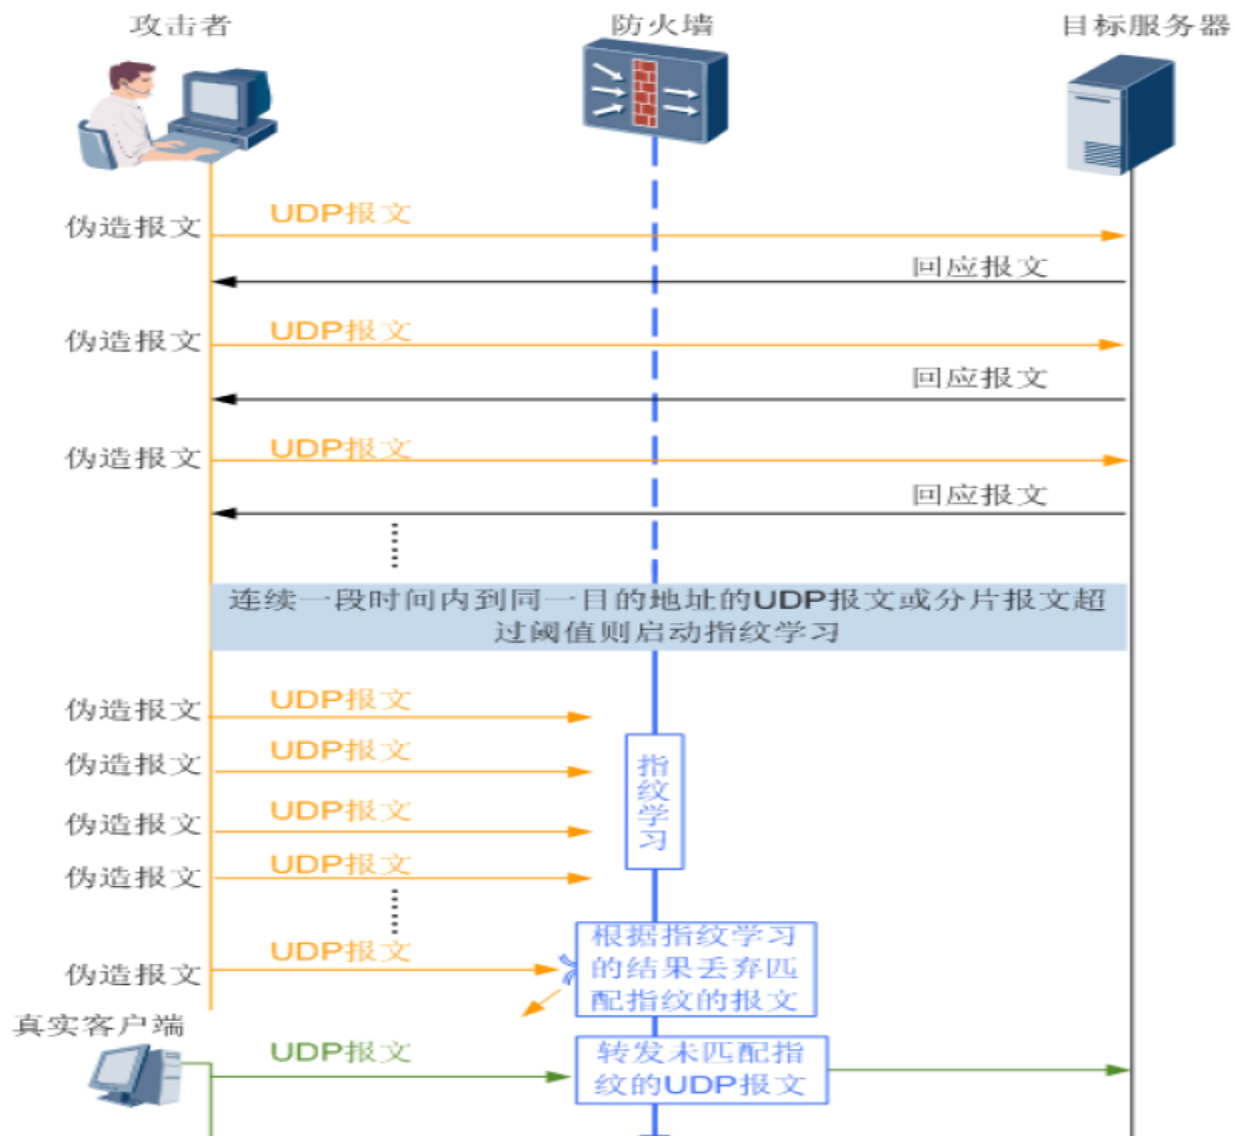 攻击者
防火墙
目标服务器
伪造报文
UDP报文
回应报文
伪造报文
UDP报文
回应报文
伪造报文
UDP报文
回应报文
连续一段时间内到同一目的地址的UDP报文或分片报文超
过阈值则启动指纹学习
伪造报文
UDP报文
伪造报文
UDP报文
指纹学习
伪造报文
UDP报文
伪造报文
UDP报文
伪造报文
UDP报文
根据指纹学习
的结果丢弃匹
配指纹的报文
真实客户端
UDP报文
转发未匹配指
纹的UDP报文